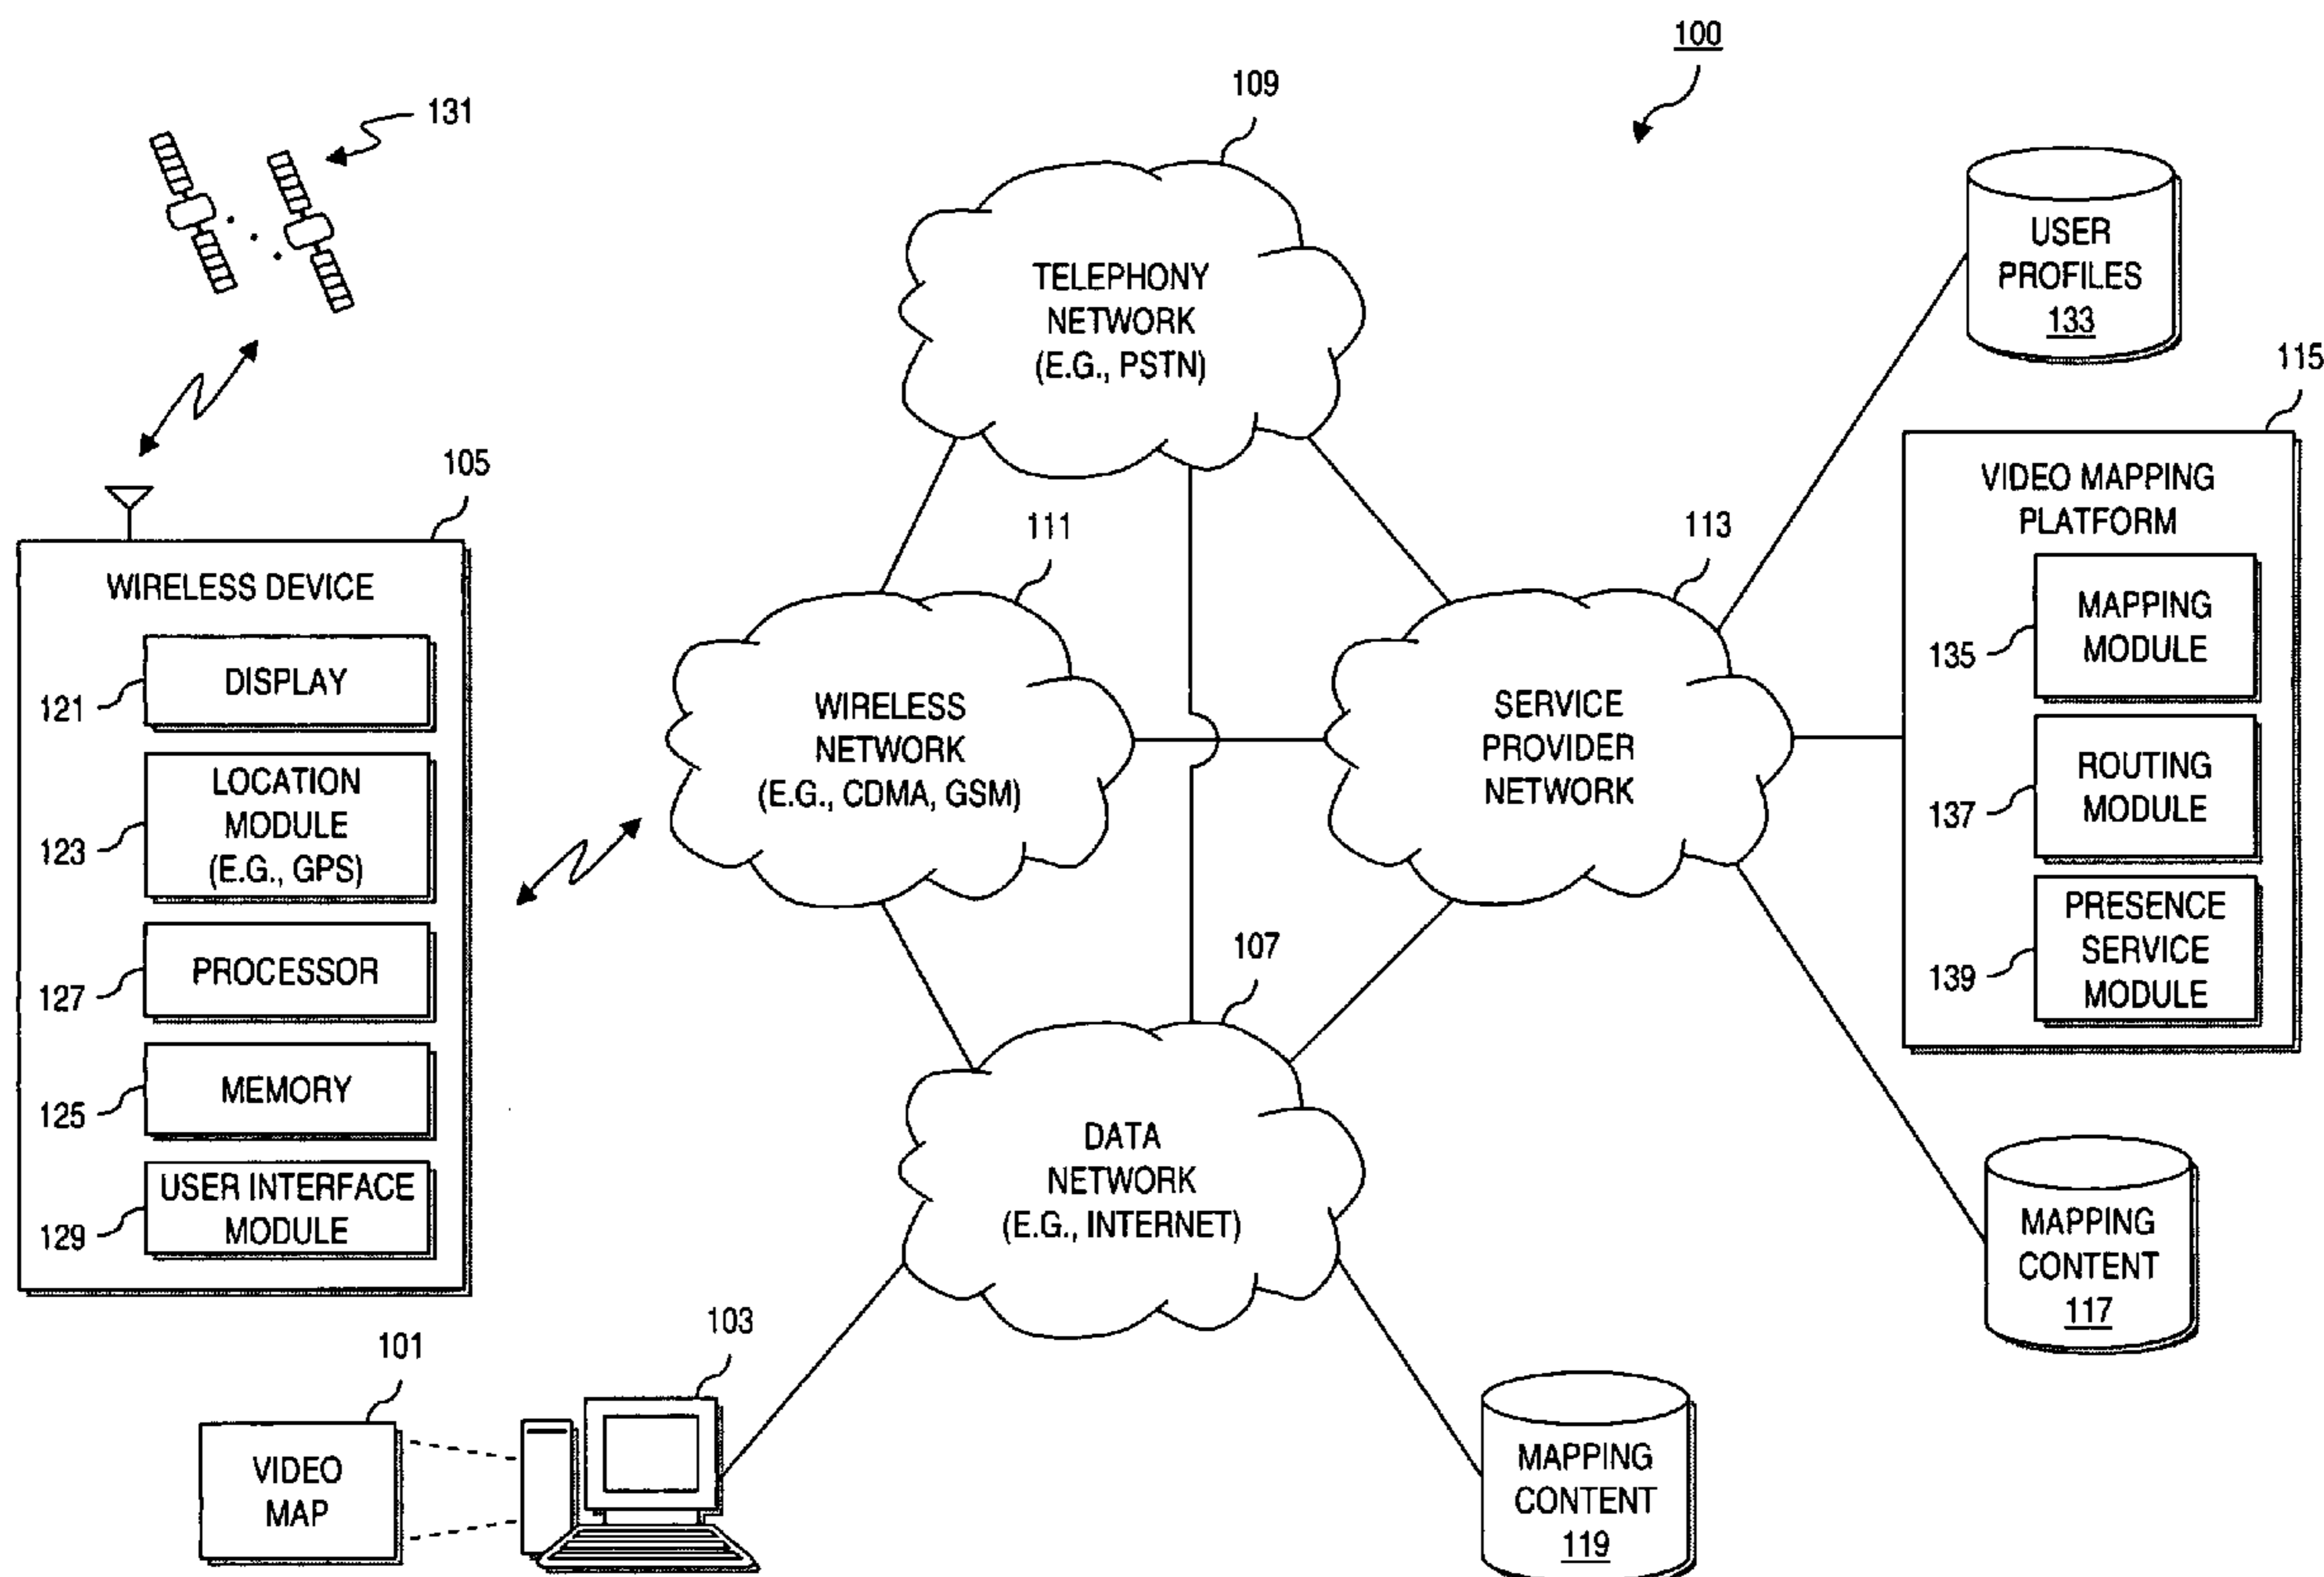 100
109
131
TELEPHONY
NETWORK
(E.G., PSTN)
USER
PROFILES
133
115
VIDEO MAPPING
PLATFORM
MAPPING
MODULE
135
ROUTING
MODULE
137
PRESENCE
SERVICE
MODULE
139
105
WIRELESS DEVICE
DISPLAY
121
LOCATION
MODULE
(E.G., GPS)
123
PROCESSOR
127
MEMORY
125
USER INTERFACE
MODULE
129
111
WIRELESS
NETWORK
(E.G., CDMA, GSM)
113
SERVICE
PROVIDER
NETWORK
107
DATA
NETWORK
(E.G., INTERNET)
MAPPING
CONTENT
117
101
VIDEO
MAP
103
MAPPING
CONTENT
119